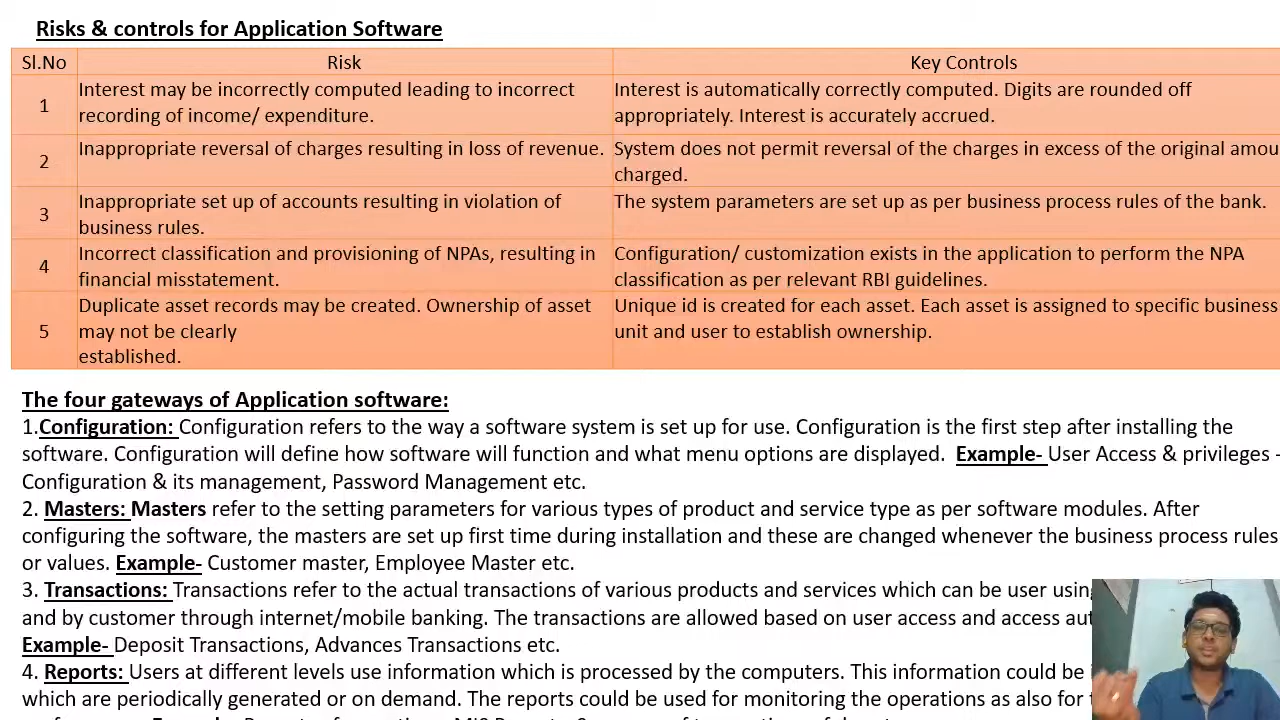 Risks & controls for Application Software
Sl.No Risk Key Controls
1 Interest may be incorrectly computed leading to incorrect recording of income/ expenditure. Interest is automatically correctly computed. Digits are rounded off appropriately. Interest is accurately accrued.
2 Inappropriate reversal of charges resulting in loss of revenue. System does not permit reversal of the charges in excess of the original amou charged.
3 Inappropriate set up of accounts resulting in violation of business rules. The system parameters are set up as per business process rules of the bank.
4 Incorrect classification and provisioning of NPAs, resulting in financial misstatement. Configuration/ customization exists in the application to perform the NPA classification as per relevant RBI guidelines.
5 Duplicate asset records may be created. Ownership of asset may not be clearly established. Unique id is created for each asset. Each asset is assigned to specific business unit and user to establish ownership.
The four gateways of Application software:
1.Configuration: Configuration refers to the way a software system is set up for use. Configuration is the first step after installing the
software. Configuration will define how software will function and what menu options are displayed. Example- User Access & privileges -
Configuration & its management, Password Management etc.
2. Masters: Masters refer to the setting parameters for various types of product and service type as per software modules. After
configuring the software, the masters are set up first time during installation and these are changed whenever the business process rules
or values. Example- Customer master, Employee Master etc.
3. Transactions: Transactions refer to the actual transactions of various products and services which can be user usin
and by customer through internet/mobile banking. The transactions are allowed based on user access and access
Example- Deposit Transactions, Advances Transactions etc.
4. Reports: Users at different levels use information which is processed by the computers. This information could be
which are periodically generated or on demand. The reports could be used for monitoring the operations as also for